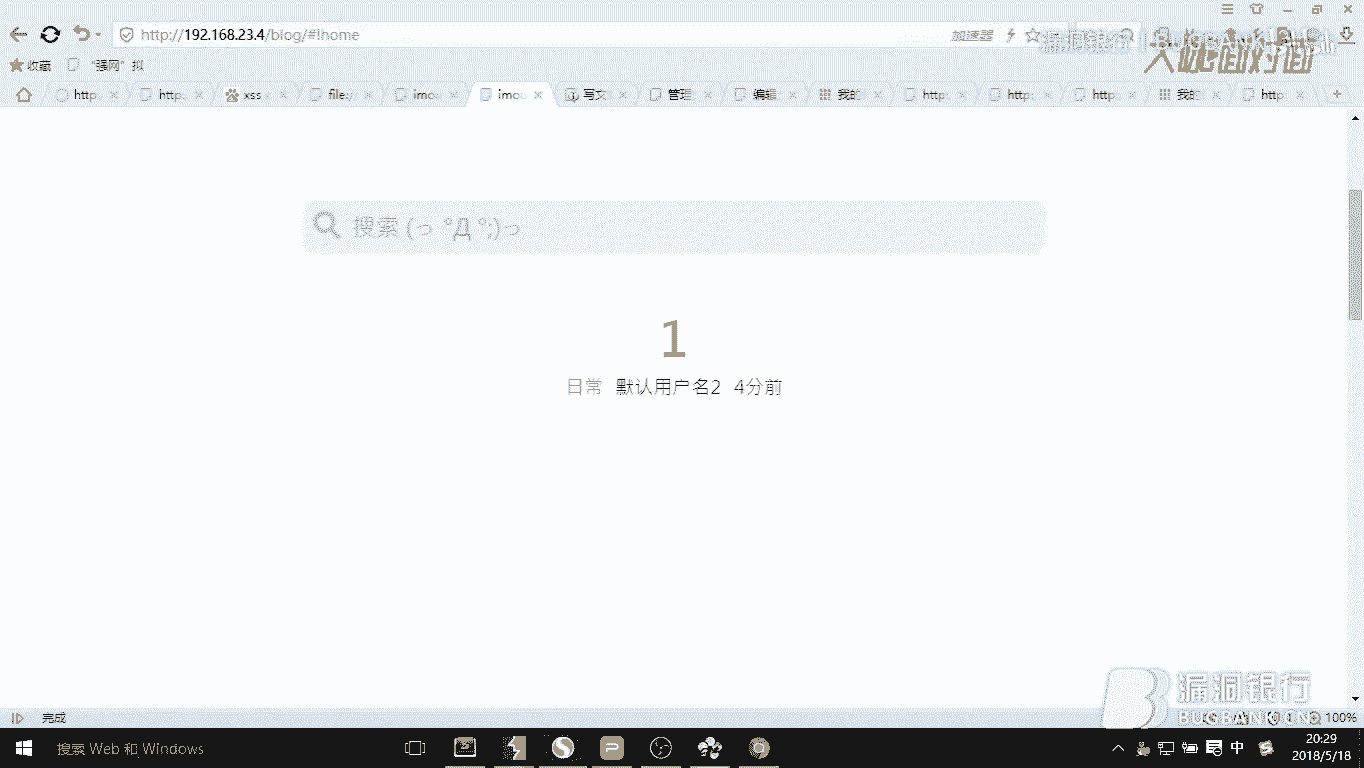 http://192.168.23.4/blog/#!home
加速器
漏洞银行 | BUGBANK
大咖面对面
收藏 "强网" 拟
http: http: xss file:/ imo imo 写文 管理 编辑 我的 http: http: http: 我的 http:
搜索 (っ °Д °;)っ
1
日常 默认用户名2 4分前
漏洞银行
BUGBANK.CN
完成
100%
搜索 Web 和 Windows
中
20:29
2018/5/18